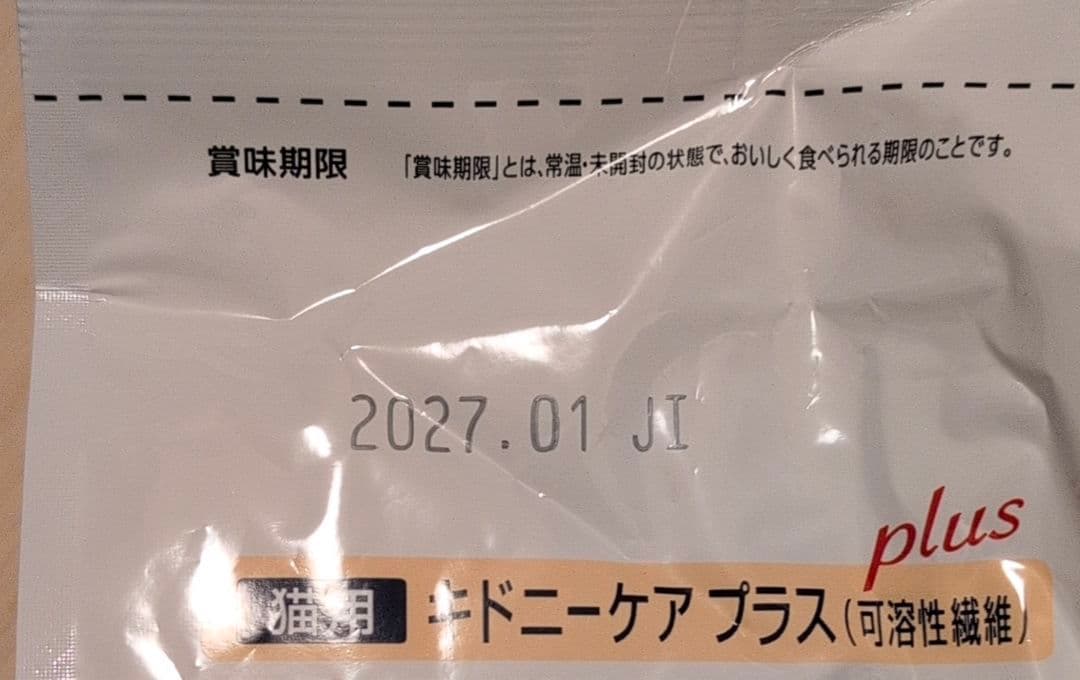 賞味期限 「賞味期限」とは、常温・未開封の状態で、おいしく食べられる期限のことです。
2027.01 JI
plus
猫用 キドニーケア プラス(可溶性繊維)